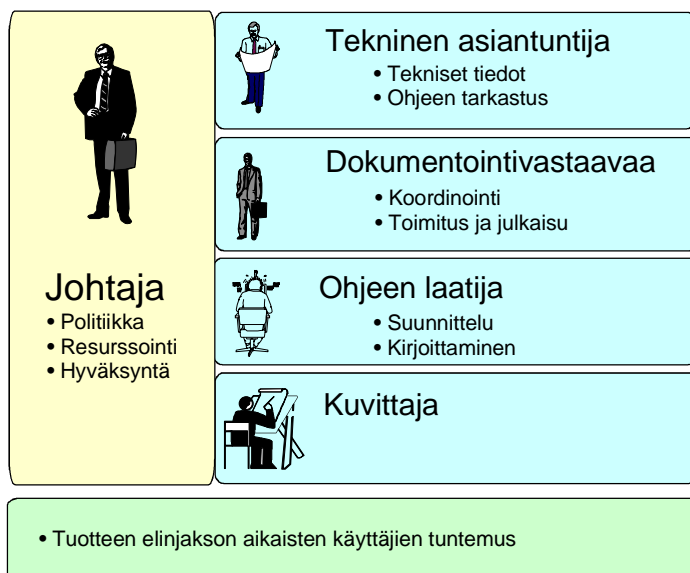 Johtaja
• Politiikka
• Resurssointi
• Hyväksyntä
Tekninen asiantuntija
• Tekniset tiedot
• Ohjeen tarkastus
Dokumentointivastaavaa
• Koordinointi
• Toimitus ja julkaisu
Ohjeen laatija
• Suunnittelu
• Kirjoittaminen
Kuvittaja
• Tuotteen elinjakson aikaisten käyttäjien tuntemus